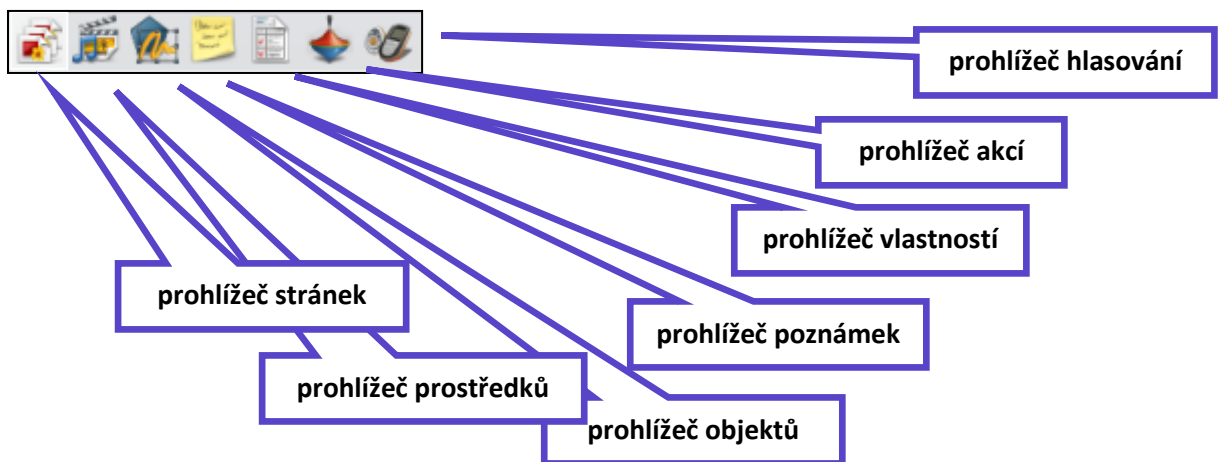 prohlížeč hlasování
prohlížeč akcí
prohlížeč vlastností
prohlížeč stránek
prohlížeč poznámek
prohlížeč prostředků
prohlížeč objektů